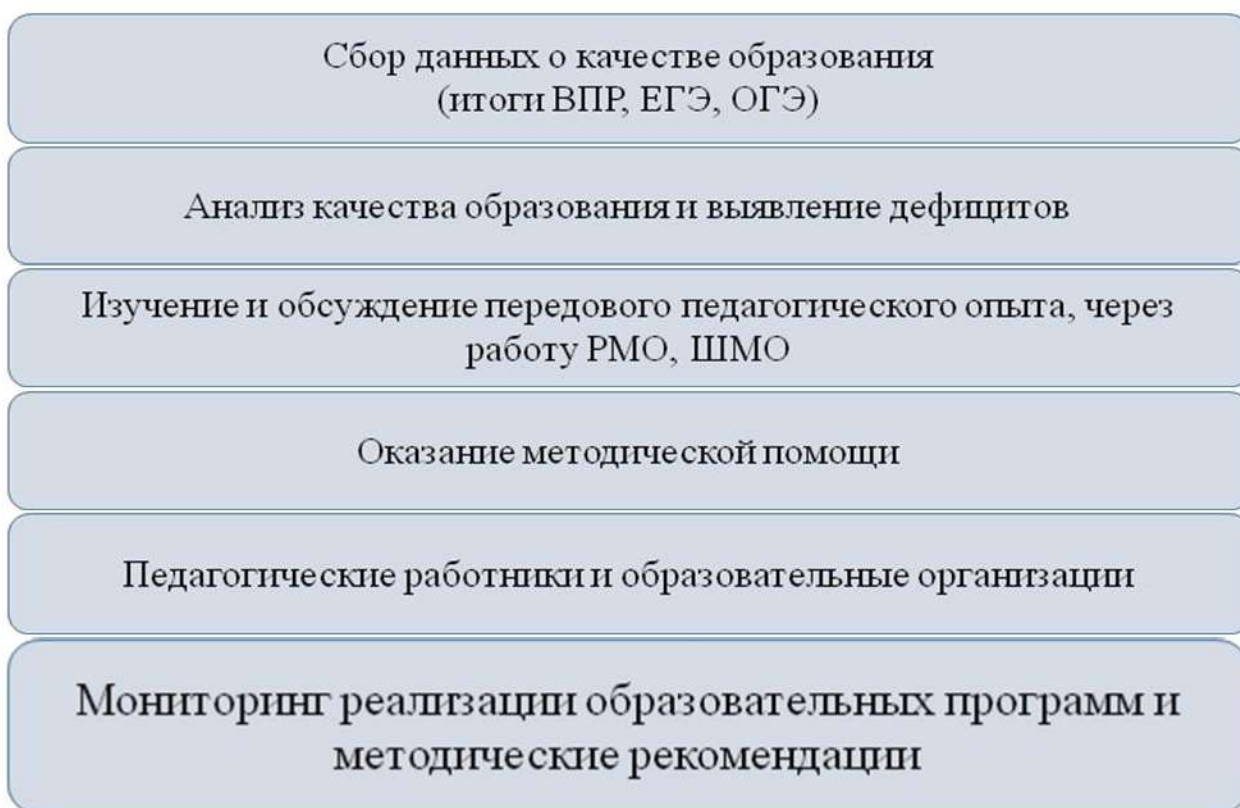 Сбор данных о качестве образования
(итоги ВПР, ЕГЭ, ОГЭ)
Анализ качества образования и выявление дефицитов
Изучение и обсуждение передового педагогического опыта, через
работу РМО, ШМО
Оказание методической помощи
Педагогические работники и образовательные организации
Мониторинг реализации образовательных программ и
методические рекомендации